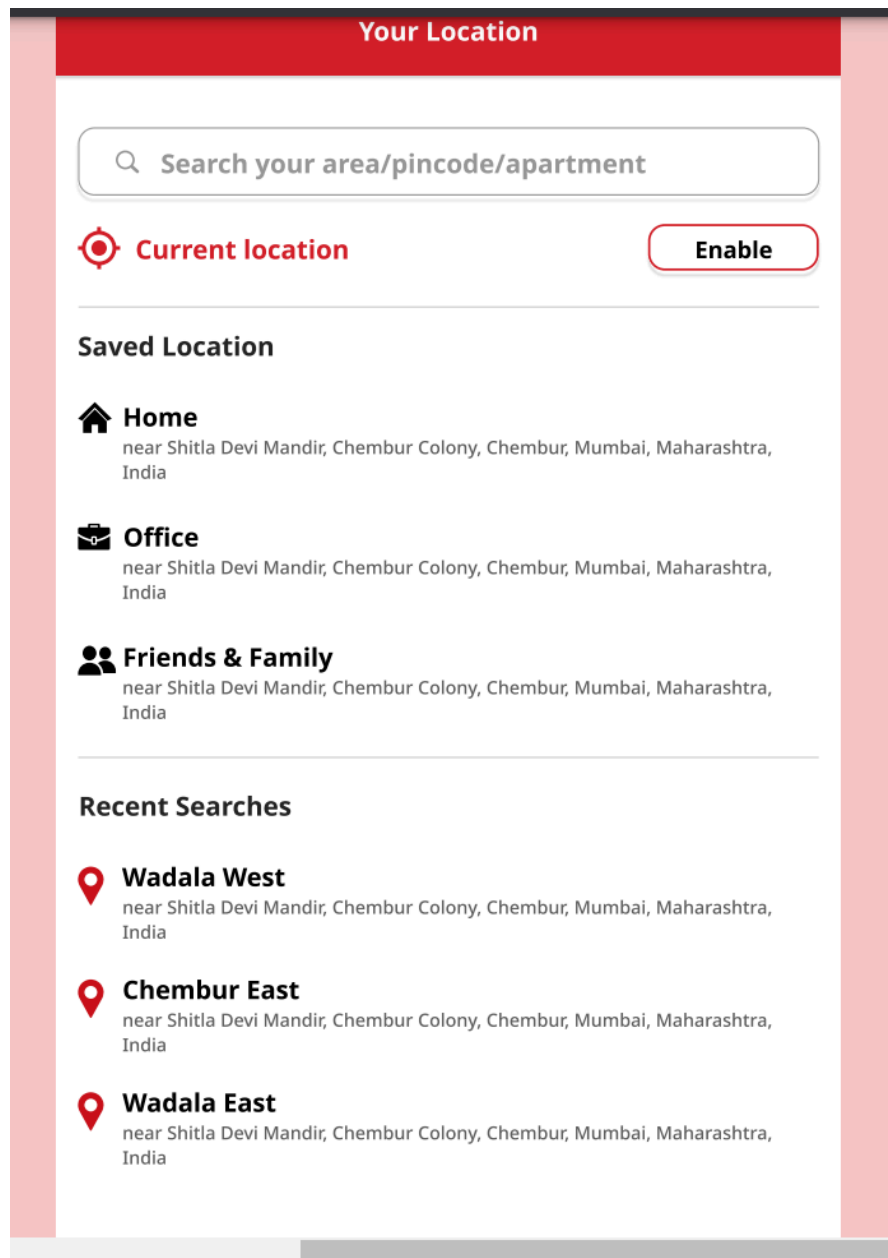 Your Location
Search your area/pincode/apartment
Current location
Enable
Saved Location
Home
near Shitla Devi Mandir, Chembur Colony, Chembur, Mumbai, Maharashtra,
India
Office
near Shitla Devi Mandir, Chembur Colony, Chembur, Mumbai, Maharashtra,
India
Friends & Family
near Shitla Devi Mandir, Chembur Colony, Chembur, Mumbai, Maharashtra,
India
Recent Searches
Wadala West
near Shitla Devi Mandir, Chembur Colony, Chembur, Mumbai, Maharashtra,
India
Chembur East
near Shitla Devi Mandir, Chembur Colony, Chembur, Mumbai, Maharashtra,
India
Wadala East
near Shitla Devi Mandir, Chembur Colony, Chembur, Mumbai, Maharashtra,
India